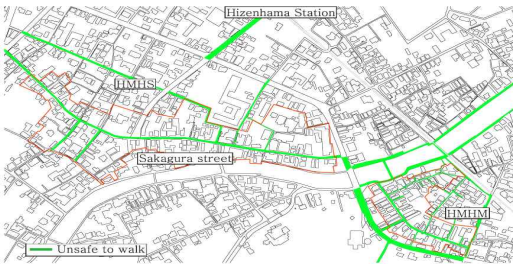 Hizenhama Station
HMHS
Sakagura street
HMHM
Unsafe to walk